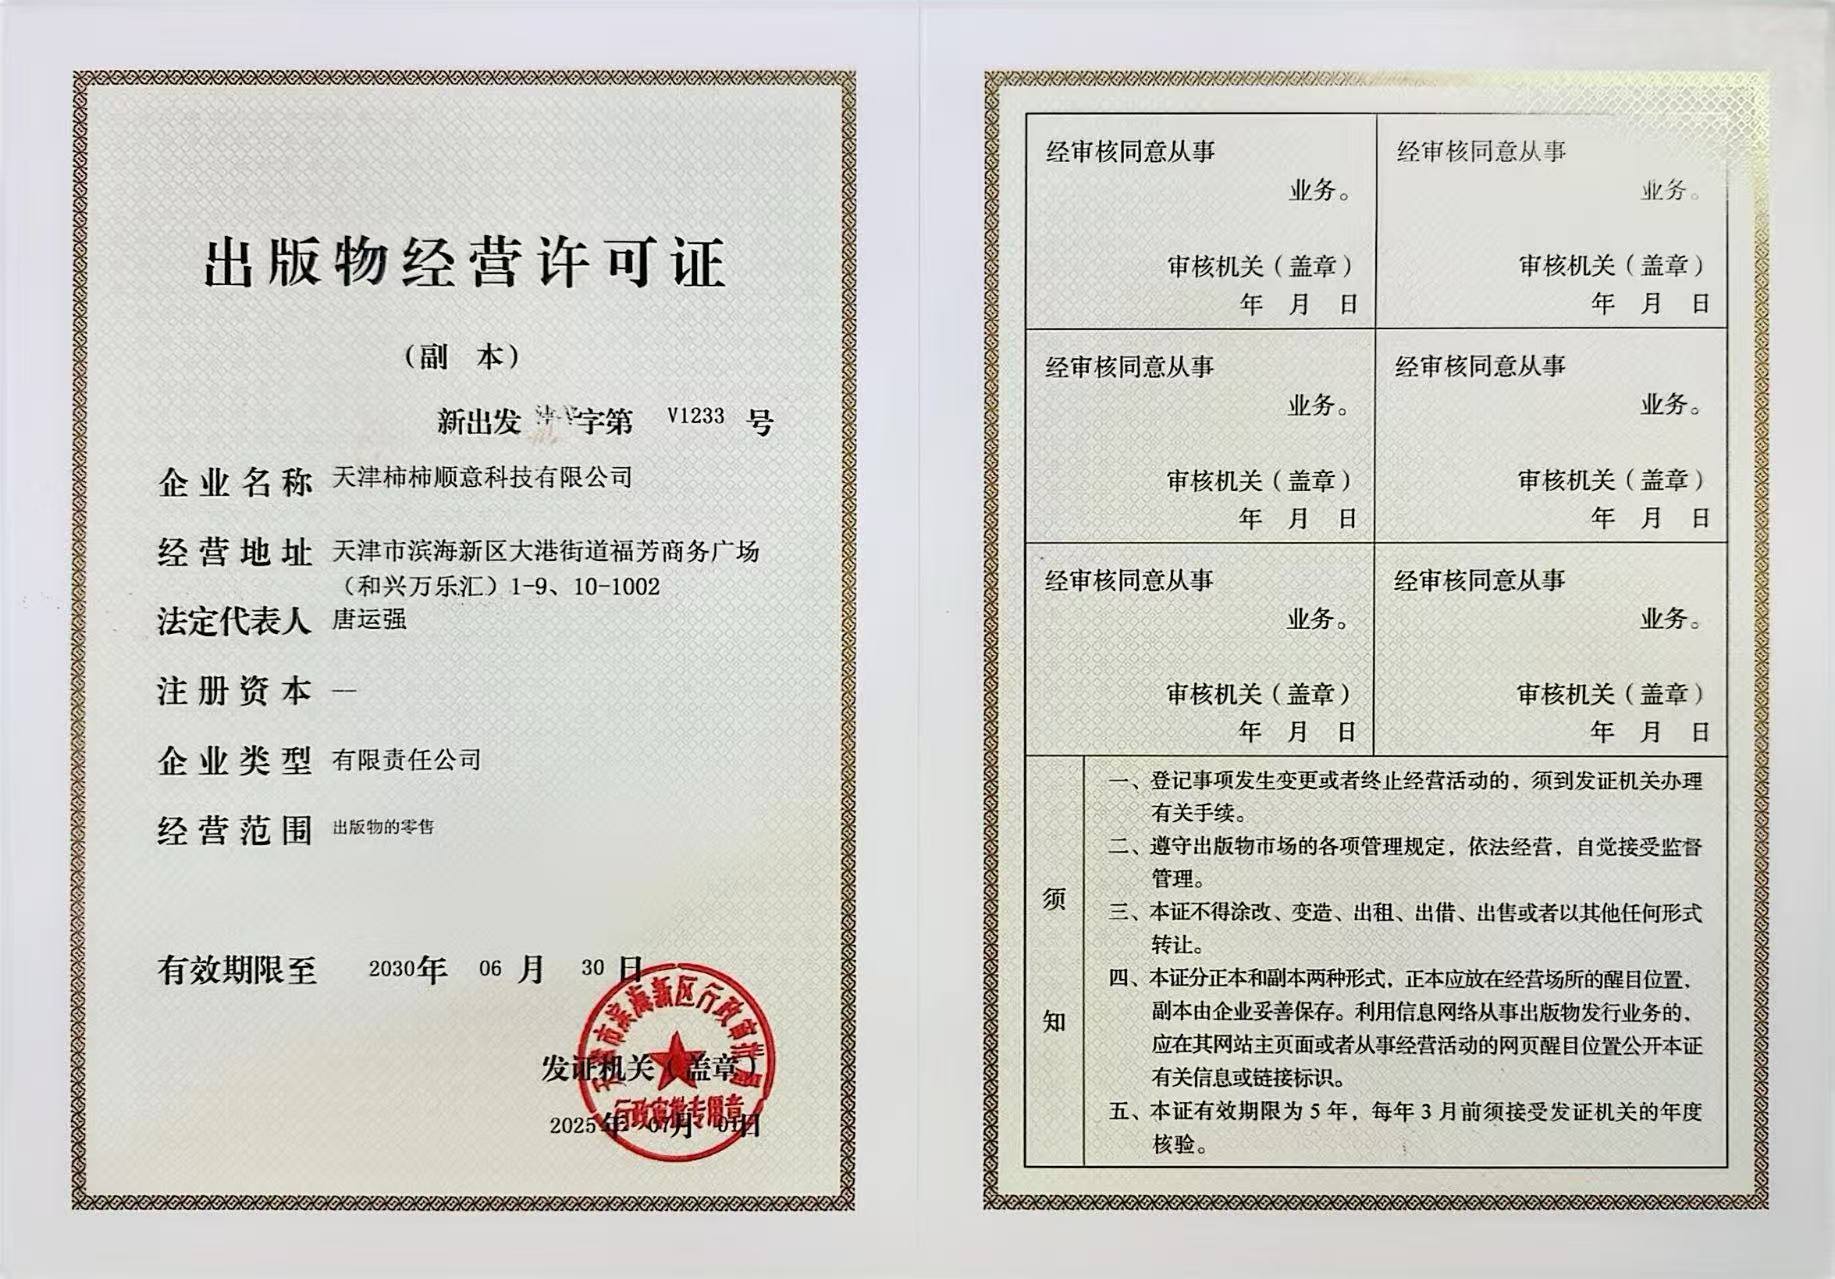 出版物经营许可证
（副 本）
新出发 字第 V1233 号
企业名称 天津柿柿顺意科技有限公司
经营地址 天津市滨海新区大港街道福芳商务广场
（和兴万乐汇）1-9、10-1002
法定代表人 唐运强
注册资本 —
企业类型 有限责任公司
经营范围 出版物的零售
有效期限至 2030年 06 月 30 日
天津市滨海新区行政审批局
发证机关（盖章）
行政审批专用章
2025年 07月 01日
经审核同意从事
业务。
审核机关（盖章）
年 月 日
经审核同意从事
业务。
审核机关（盖章）
年 月 日
经审核同意从事
业务。
审核机关（盖章）
年 月 日
经审核同意从事
业务。
审核机关（盖章）
年 月 日
经审核同意从事
业务。
审核机关（盖章）
年 月 日
经审核同意从事
业务。
审核机关（盖章）
年 月 日
须知
一、登记事项发生变更或者终止经营活动的，须到发证机关办理
有关手续。
二、遵守出版物市场的各项管理规定，依法经营，自觉接受监督
管理。
三、本证不得涂改、变造、出租、出借、出售或者以其他任何形式
转让。
四、本证分正本和副本两种形式，正本应放在经营场所的醒目位置，
副本由企业妥善保存。利用信息网络从事出版物发行业务的，
应在其网站主页面或者从事经营活动的网页醒目位置公开本证
有关信息或链接标识。
五、本证有效期限为 5 年，每年 3 月前须接受发证机关的年度
核验。